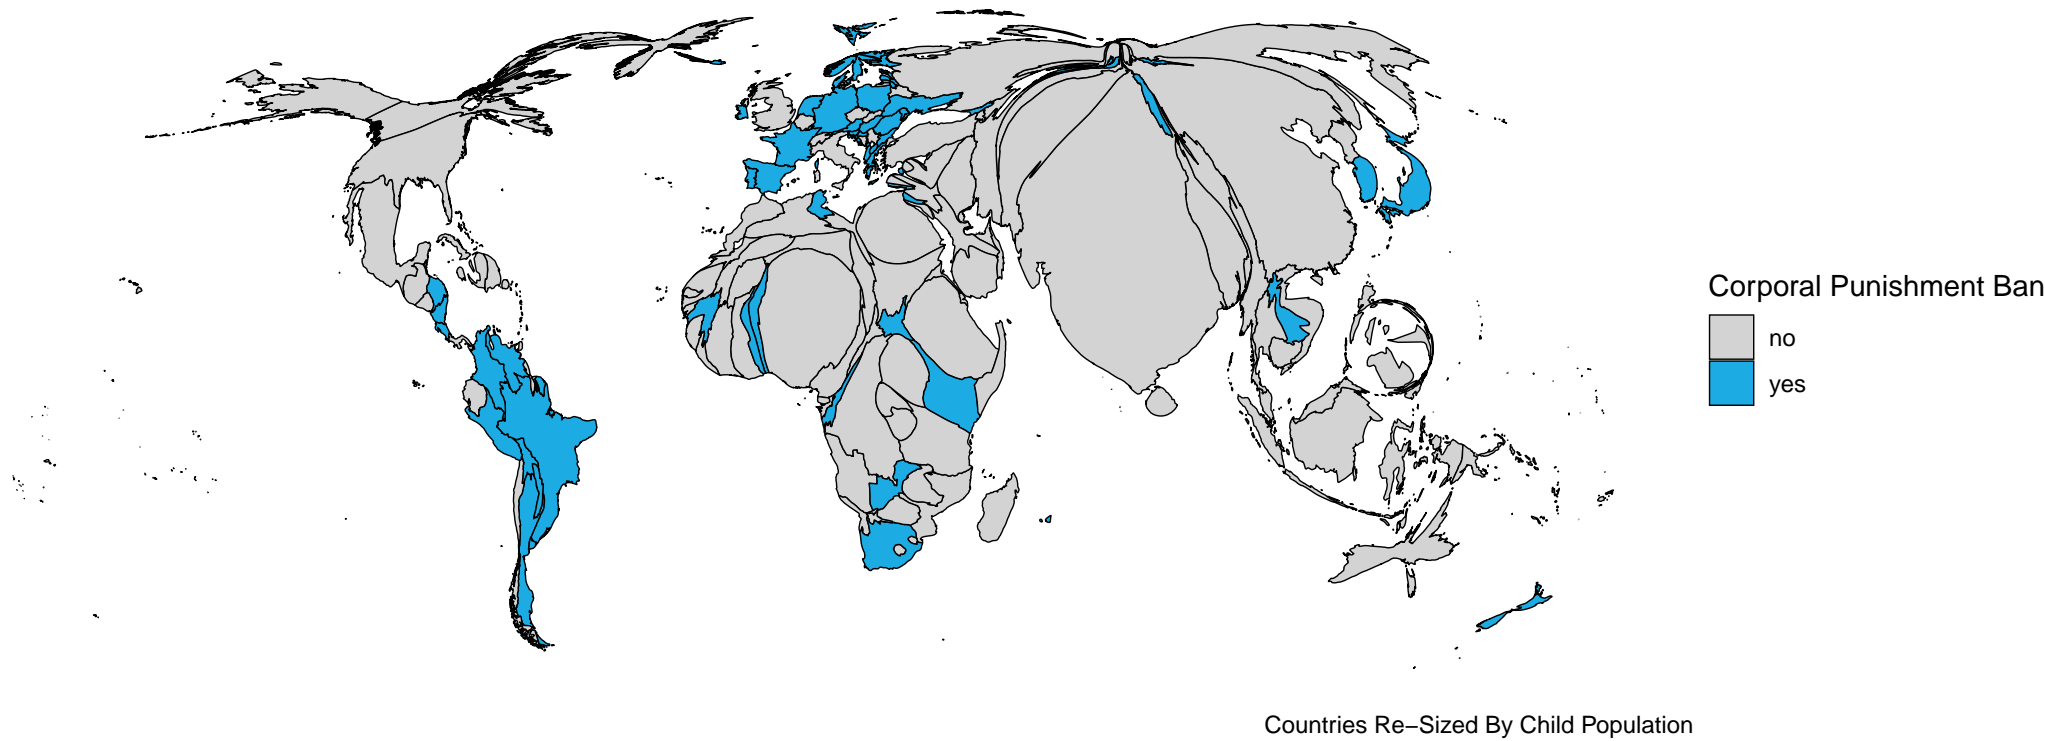 Corporal Punishment Ban
no
yes
Countries Re−Sized By Child Population